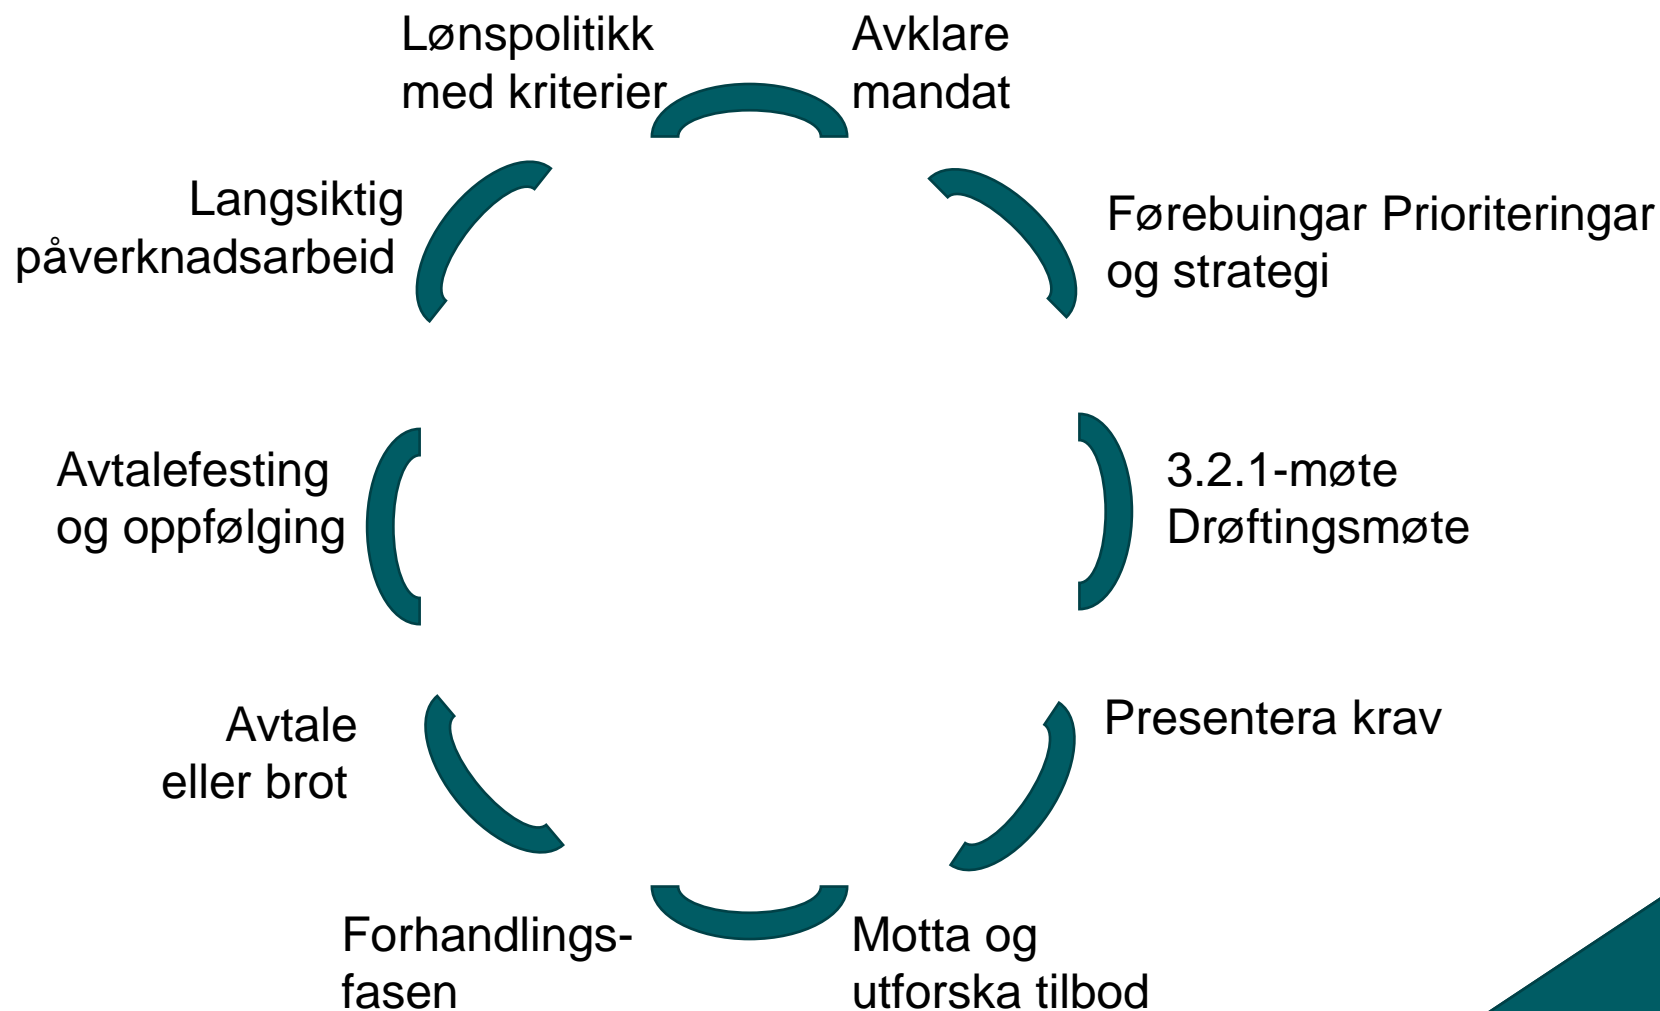 Lønspolitikk
med kriterier
Avklare
mandat
Førebuingar Prioriteringar
og strategi
3.2.1-møte
Drøftingsmøte
Presentera krav
Motta og
utforska tilbod
Forhandlings-
fasen
Avtale
eller brot
Avtalefesting
og oppfølging
Langsiktig
påverknadsarbeid